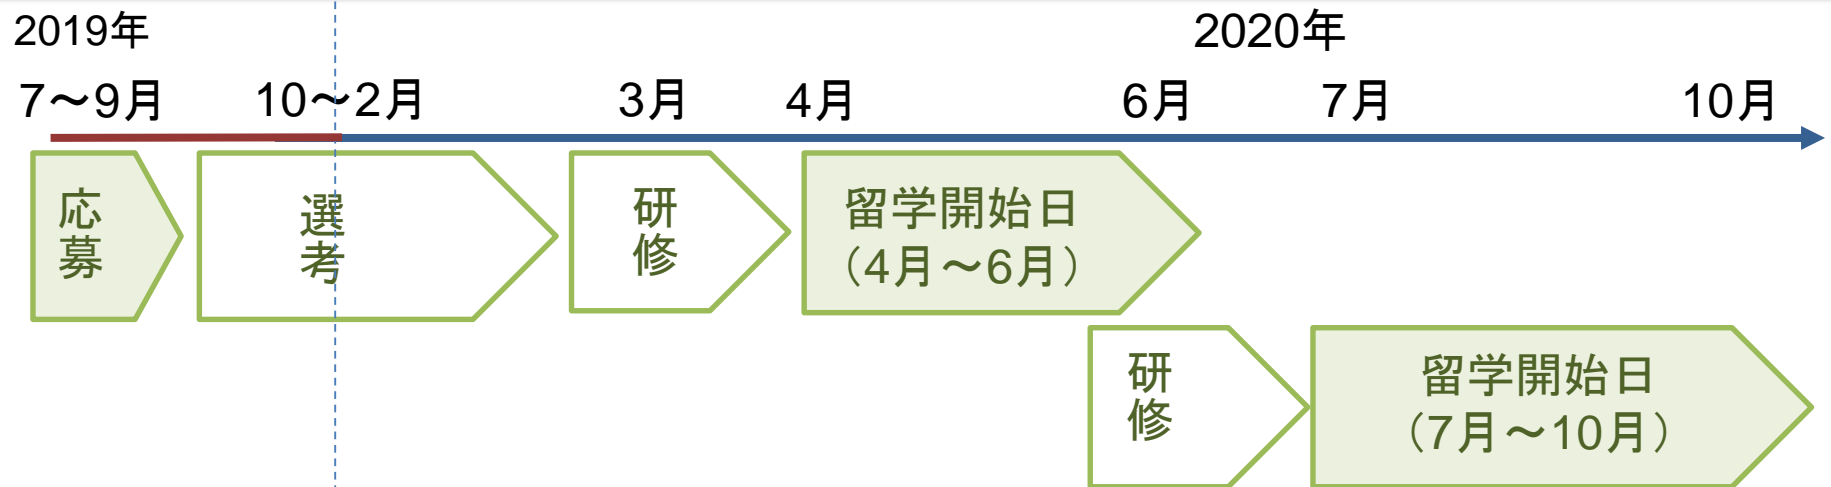 2019年
2020年
7～9月
10～2月
3月
4月
6月
7月
10月
応募
選考
研修
留学開始日
（4月～6月）
研修
留学開始日
（7月～10月）